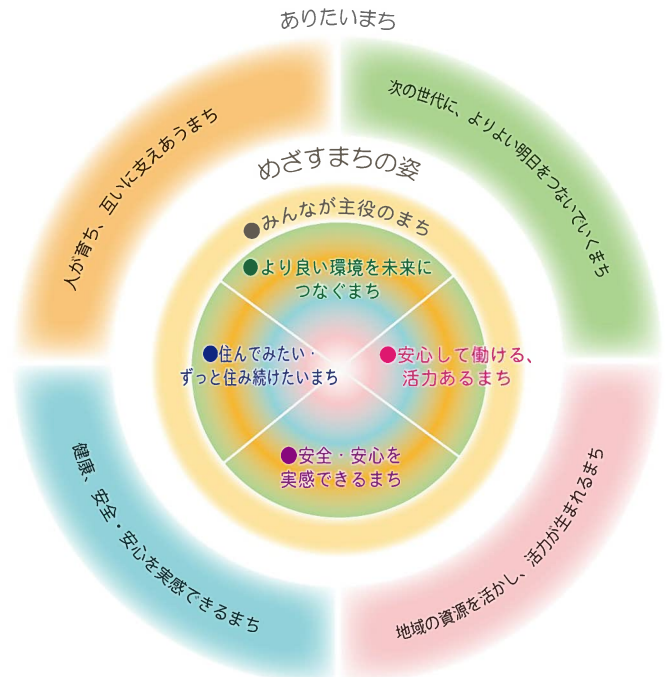 ありたいまち
人が育ち、互いに支えあうまち
次の世代に、よりよい明日をつないでいくまち
めざすまちの姿
●みんなが主役のまち
●より良い環境を未来に
つなぐまち
●住んでみたい・
ずっと住み続けたいまち
●安心して働ける、
活力あるまち
●安全・安心を
実感できるまち
健康、安全・安心を実感できるまち
地域の資源を活かし、活力が生まれるまち